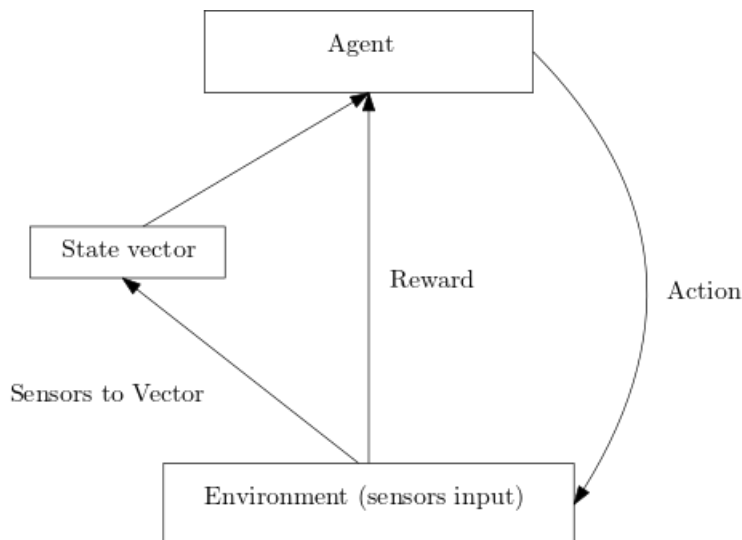 Agent
State vector
Reward
Action
Sensors to Vector
Environment (sensors input)